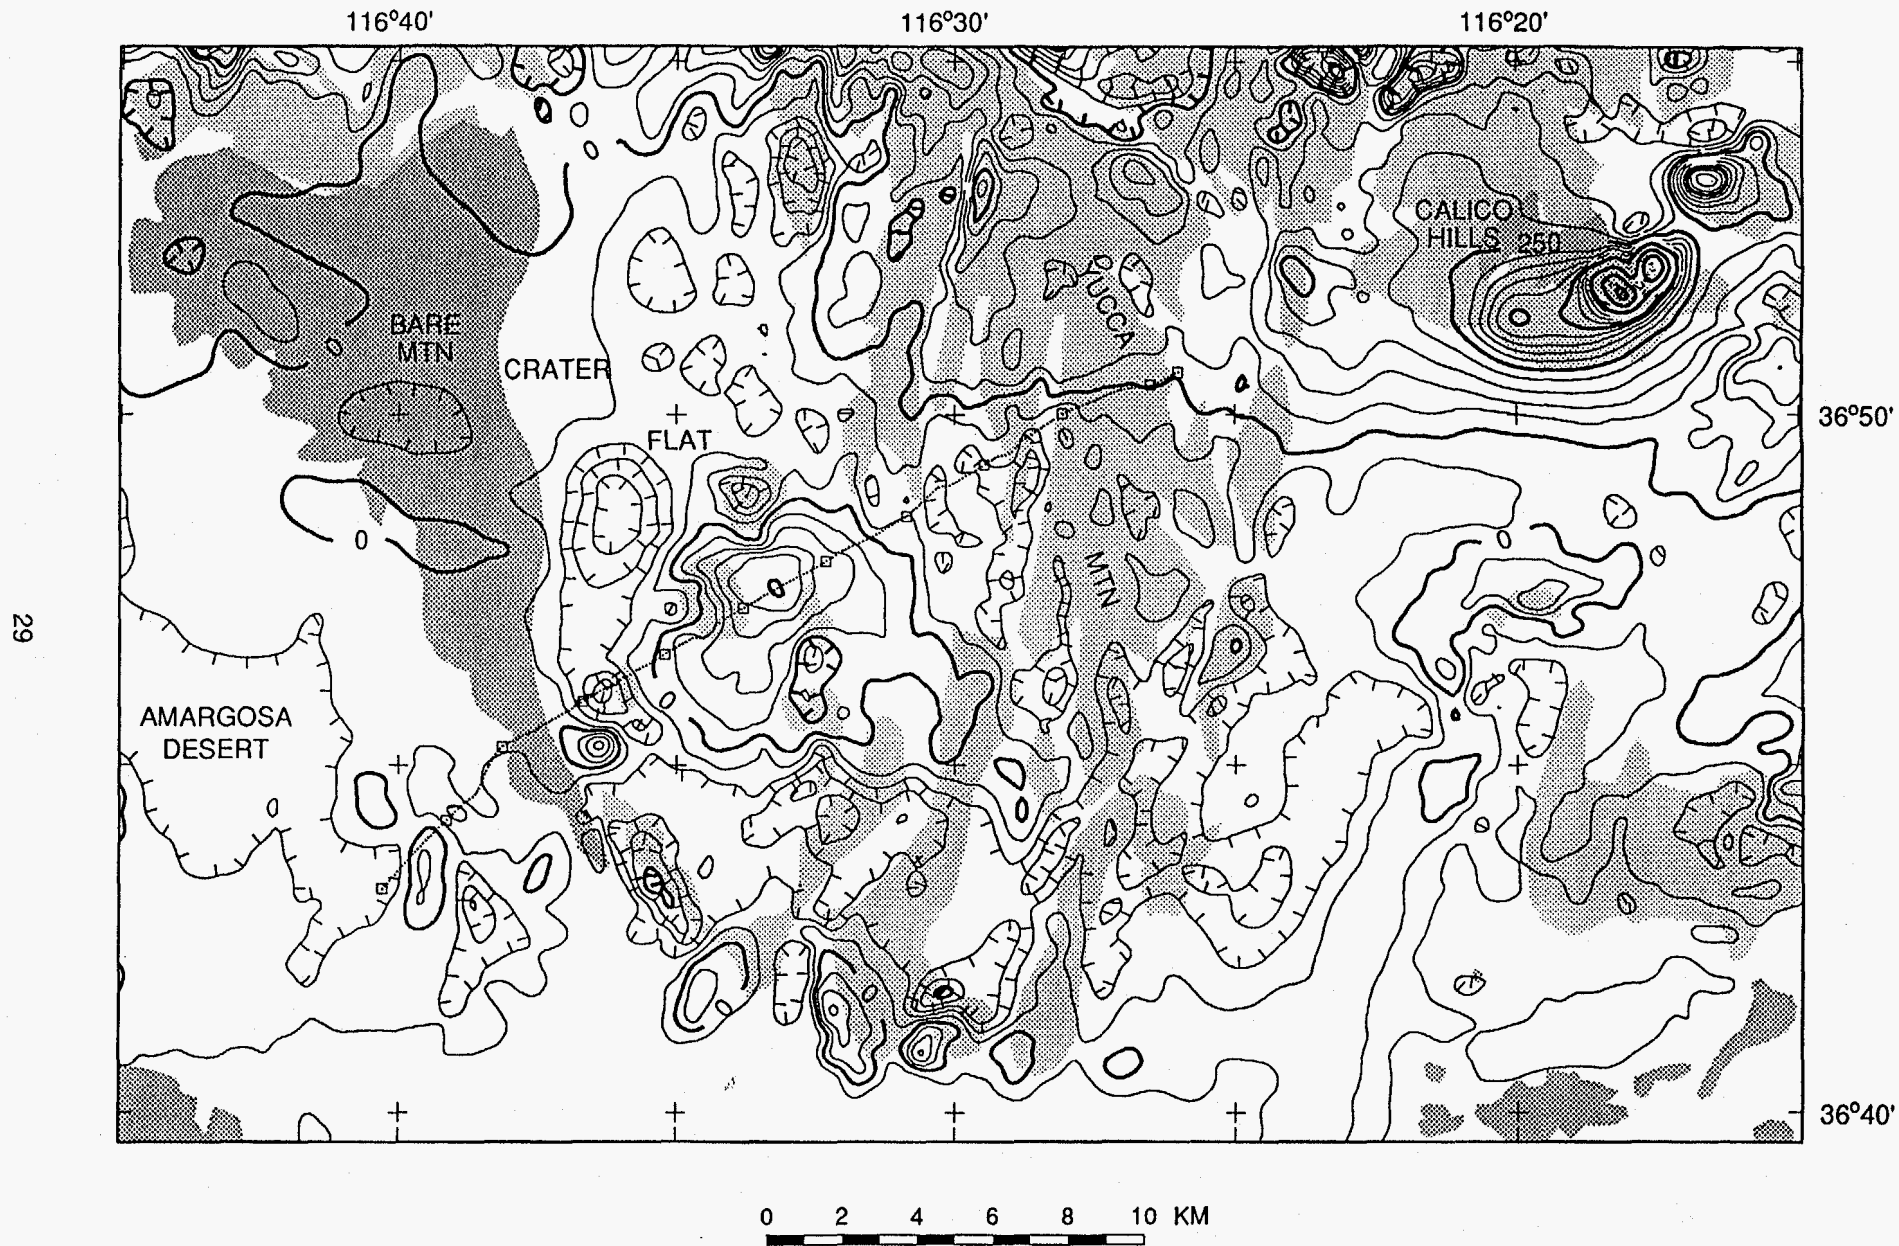 116°40'
116°30'
116°20'
CALICO
HILLS 250
YUCCA
BARE
MTN
CRATER
36°50'
FLAT
0
MTN
29
AMARGOSA
DESERT
36°40'
0 2 4 6 8 10 KM